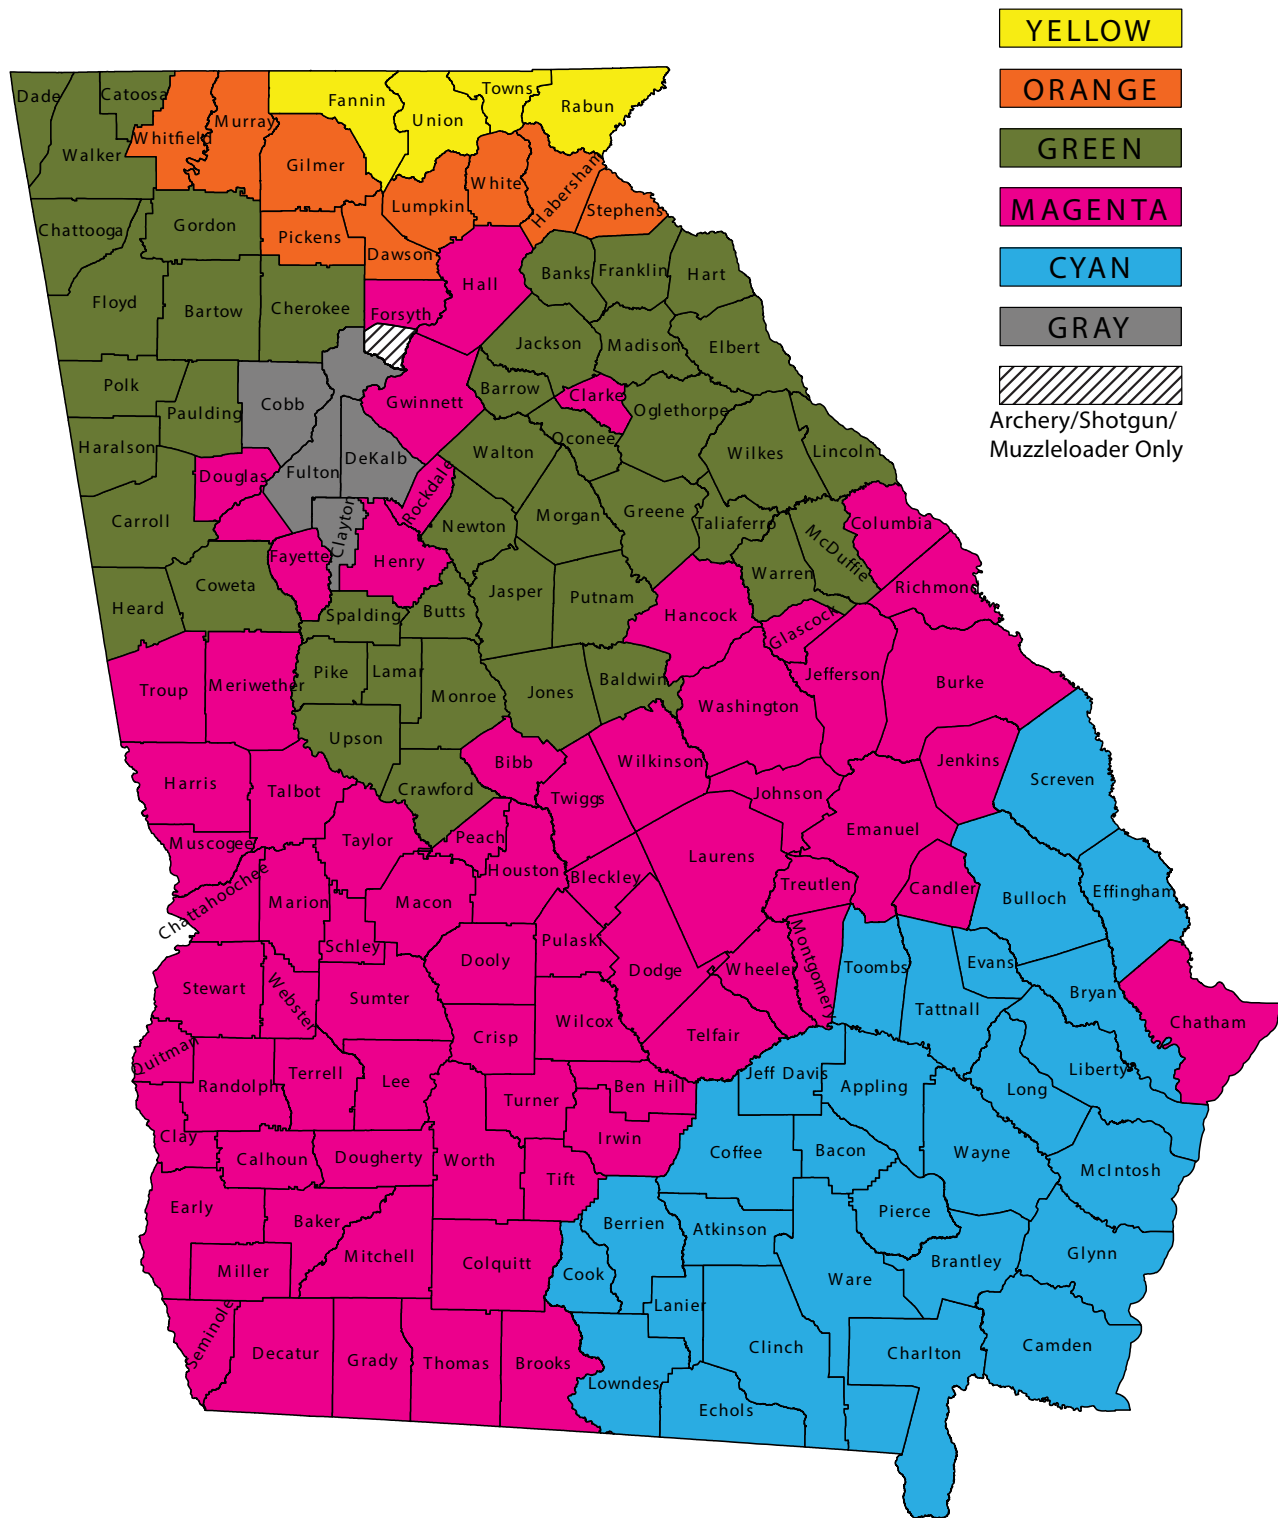 YELLOW
ORANGE
GREEN
MAGENTA
CYAN
GRAY
Archery/Shotgun/
Muzzleloader Only
Dade
Catoosa
Whitfield
Murray
Fannin
Union
Towns
Rabun
Walker
Gilmer
White
Habersham
Lumpkin
Stephens
Chattooga
Gordon
Pickens
Dawson
Hall
Banks
Franklin
Hart
Floyd
Bartow
Cherokee
Forsyth
Jackson
Madison
Elbert
Polk
Paulding
Cobb
Gwinnett
Barrow
Clarke
Oglethorpe
Haralson
Douglas
Fulton
DeKalb
Rockdale
Walton
Oconee
Wilkes
Lincoln
Carroll
Clayton
Newton
Morgan
Greene
Taliaferro
McDuffie
Columbia
Fayette
Henry
Warren
Richmond
Heard
Coweta
Spalding
Butts
Jasper
Putnam
Hancock
Glascock
Troup
Meriwether
Pike
Lamar
Monroe
Jones
Baldwin
Washington
Jefferson
Burke
Upson
Bibb
Wilkinson
Jenkins
Screven
Harris
Talbot
Crawford
Twiggs
Johnson
Muscogee
Taylor
Peach
Emanuel
Chattahoochee
Marion
Macon
Houston
Bleckley
Laurens
Treutlen
Candler
Bulloch
Effingham
Schley
Dooly
Pulaski
Dodge
Wheeler
Montgomery
Toombs
Evans
Stewart
Webster
Sumter
Tattnall
Bryan
Chatham
Quitman
Crisp
Wilcox
Telfair
Randolph
Terrell
Lee
Turner
Ben Hill
Jeff Davis
Appling
Long
Liberty
Clay
Calhoun
Dougherty
Worth
Irwin
Coffee
Bacon
Wayne
McIntosh
Tift
Early
Baker
Berrien
Atkinson
Pierce
Miller
Mitchell
Colquitt
Cook
Ware
Brantley
Glynn
Seminole
Lanier
Decatur
Grady
Thomas
Brooks
Lowndes
Clinch
Charlton
Camden
Echols